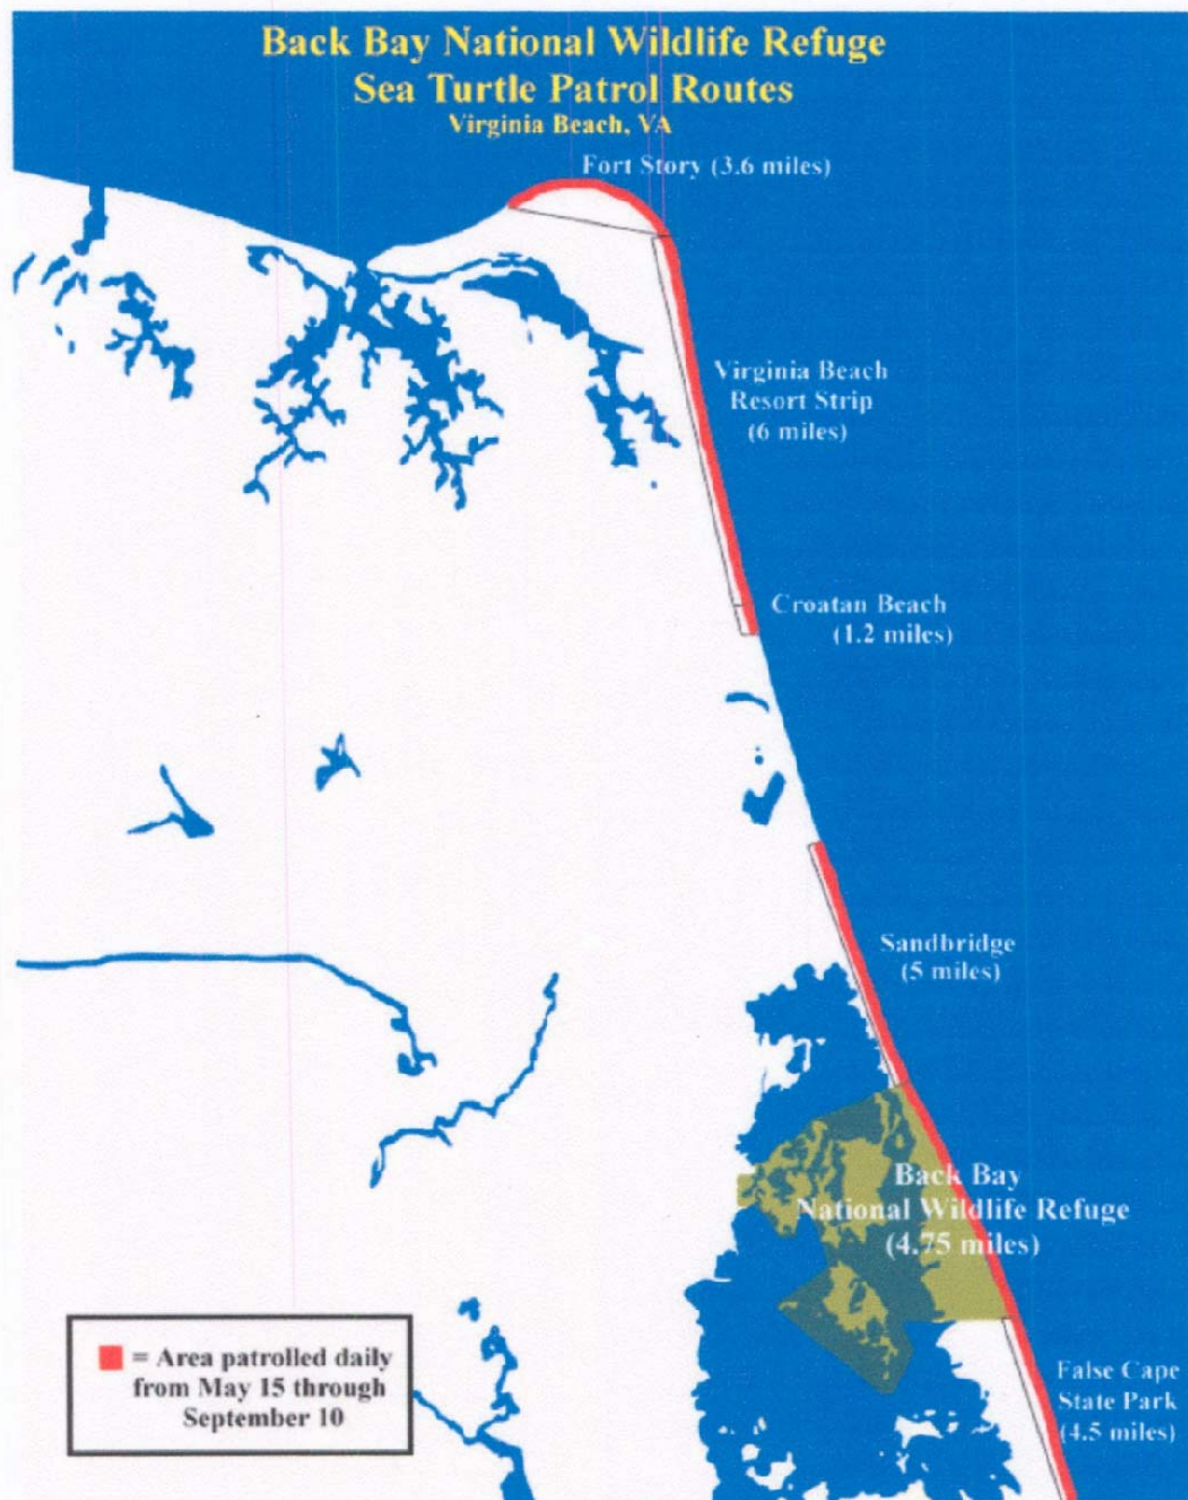 Back Bay National Wildlife Refuge
Sea Turtle Patrol Routes
Virginia Beach, VA
Fort Story (3.6 miles)
Virginia Beach
Resort Strip
(6 miles)
Croatan Beach
(1.2 miles)
Sandbridge
(5 miles)
Back Bay
National Wildlife Refuge
(4.75 miles)
False Cape
State Park
(4.5 miles)
= Area patrolled daily
from May 15 through
September 10